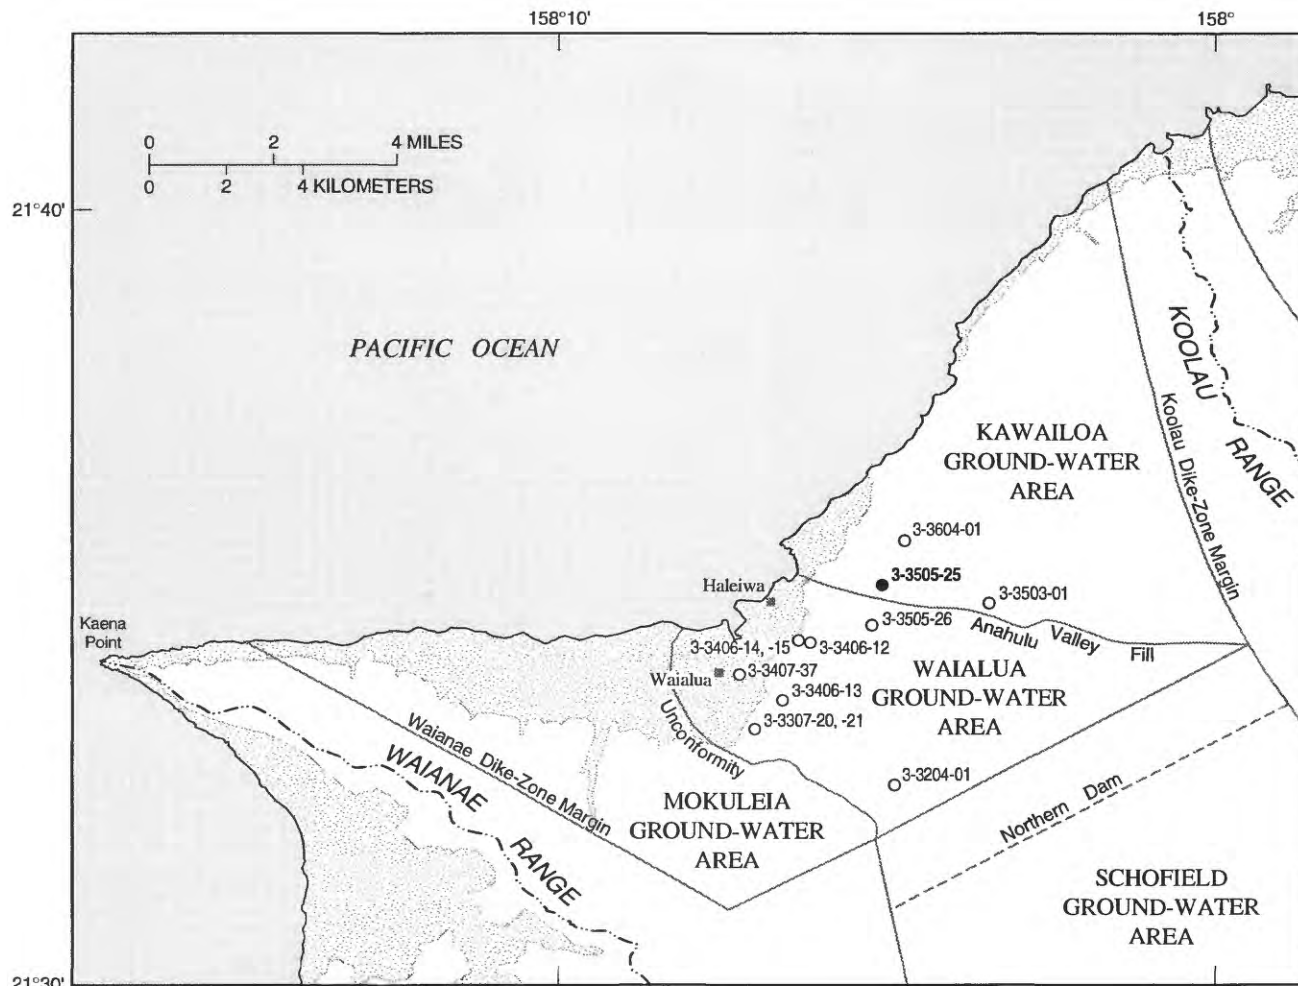 158°10'
158°
0 2 4 MILES
0 2 4 KILOMETERS
21°40'
PACIFIC OCEAN
KOOLAU
RANGE
Koolau Dike-Zone Margin
KAWAILOA
GROUND-WATER
AREA
3-3604-01
3-3505-25
Haleiwa
3-3503-01
3-3505-26
Anahulu Valley Fill
Kaena
Point
3-3406-14, -15
3-3406-12
Waialua
3-3407-37
WAIALUA
GROUND-WATER
AREA
3-3406-13
3-3307-20, -21
Unconformity
Waianae Dike-Zone Margin
WAIANAE
RANGE
3-3204-01
MOKULEIA
GROUND-WATER
AREA
Northern Dam
SCHOFIELD
GROUND-WATER
AREA
21°30'